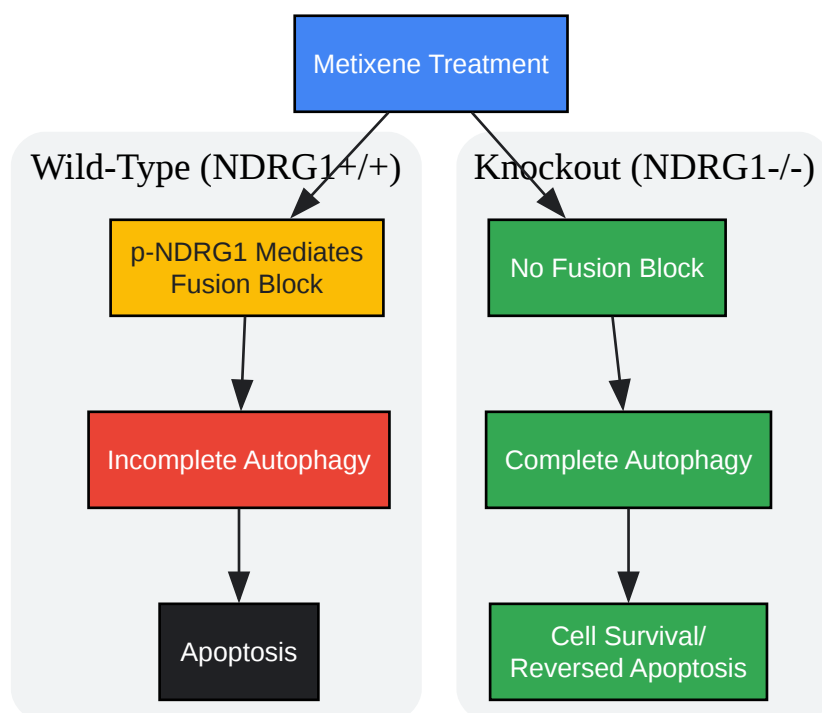 Metixene Treatment
Wild-Type (NDRG1+/+)
p-NDRG1 Mediates
Fusion Block
Incomplete Autophagy
Apoptosis
Knockout (NDRG1-/-)
No Fusion Block
Complete Autophagy
Cell Survival/
Reversed Apoptosis